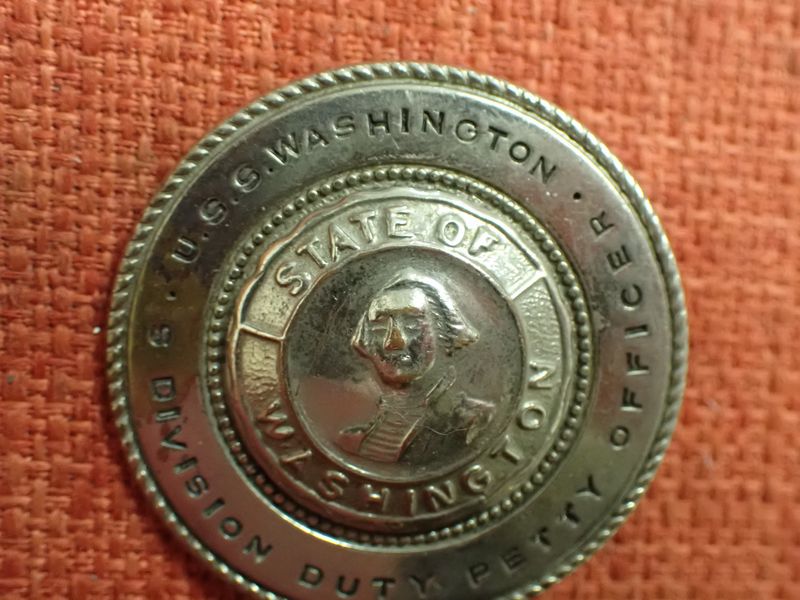 · U.S.S. WASHINGTON ·
S DIVISION DUTY PETTY OFFICER
STATE OF
WASHINGTON